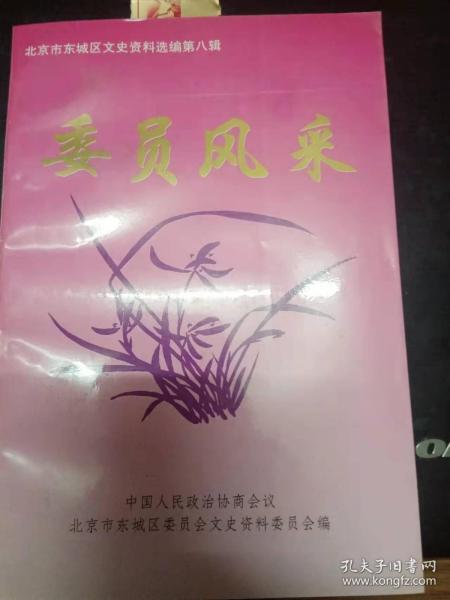 北京市东城区文史资料选编第八辑
委员风采
中国人民政治协商会议
北京市东城区委员会文史资料委员会编
孔夫子旧书网
www.kongfz.com